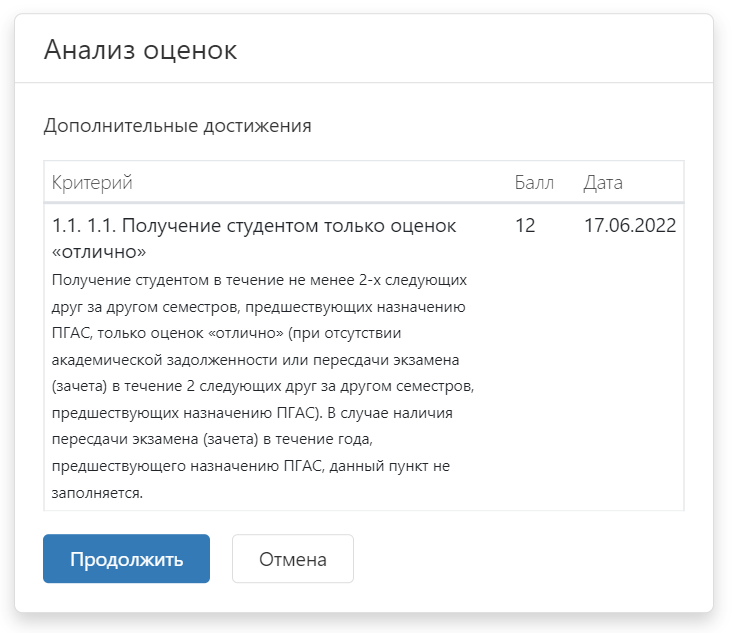 Анализ оценок
Дополнительные достижения
Критерий Балл Дата
1.1. 1.1. Получение студентом только оценок 12 17.06.2022
«отлично»
Получение студентом в течение не менее 2-х следующих
друг за другом семестров, предшествующих назначению
ПГАС, только оценок «отлично» (при отсутствии
академической задолженности или пересдачи экзамена
(зачета) в течение 2 следующих друг за другом семестров,
предшествующих назначению ПГАС). В случае наличия
пересдачи экзамена (зачета) в течение года,
предшествующего назначению ПГАС, данный пункт не
заполняется.
Продолжить Отмена